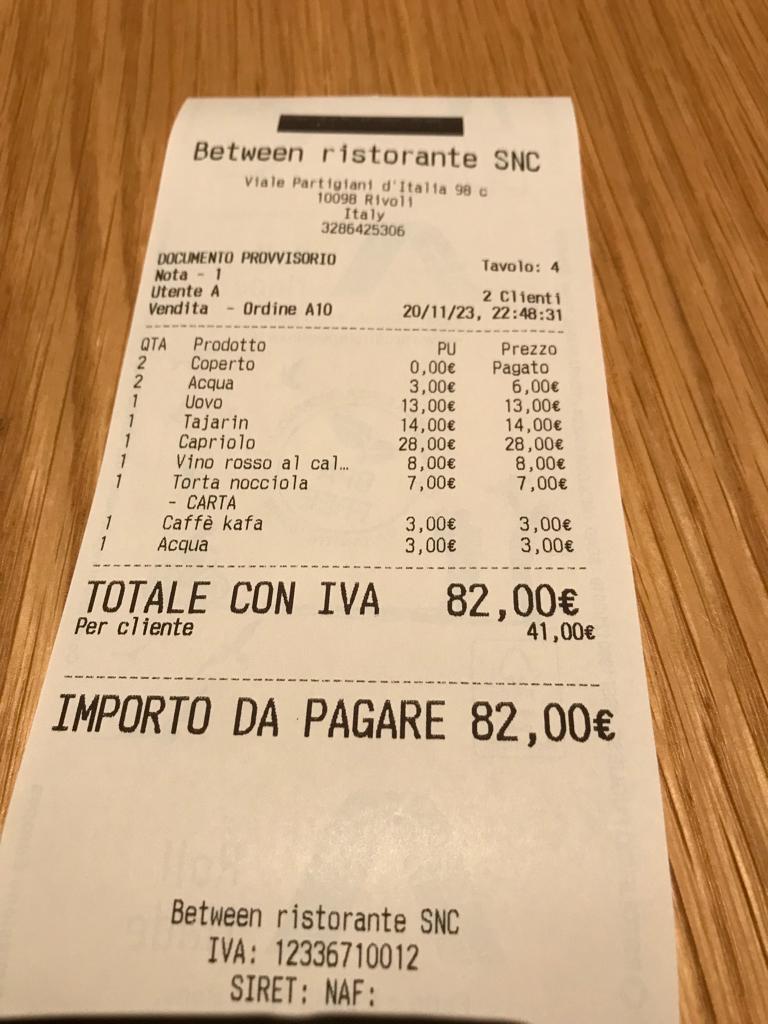 Between ristorante SNC
Viale Partigiani d'Italia 98 c
10098 Rivoli
Italy
3286425306
DOCUMENTO PROVVISORIO
Tavolo: 4
Nota - 1
Utente A
2 Clienti
Vendita - Ordine A10 20/11/23, 22:48:31
QTA Prodotto PU Prezzo
2 Coperto 0,00€ Pagato
2 Acqua 3,00€ 6,00€
1 Uovo 13,00€ 13,00€
1 Tajarin 14,00€ 14,00€
1 Capriolo 28,00€ 28,00€
1 Vino rosso al cal… 8,00€ 8,00€
1 Torta nocciola 7,00€ 7,00€
- CARTA
1 Caffè kafa 3,00€ 3,00€
1 Acqua 3,00€ 3,00€
TOTALE CON IVA 82,00€
Per cliente 41,00€
IMPORTO DA PAGARE 82,00€
Between ristorante SNC
IVA: 12336710012
SIRET: NAF: